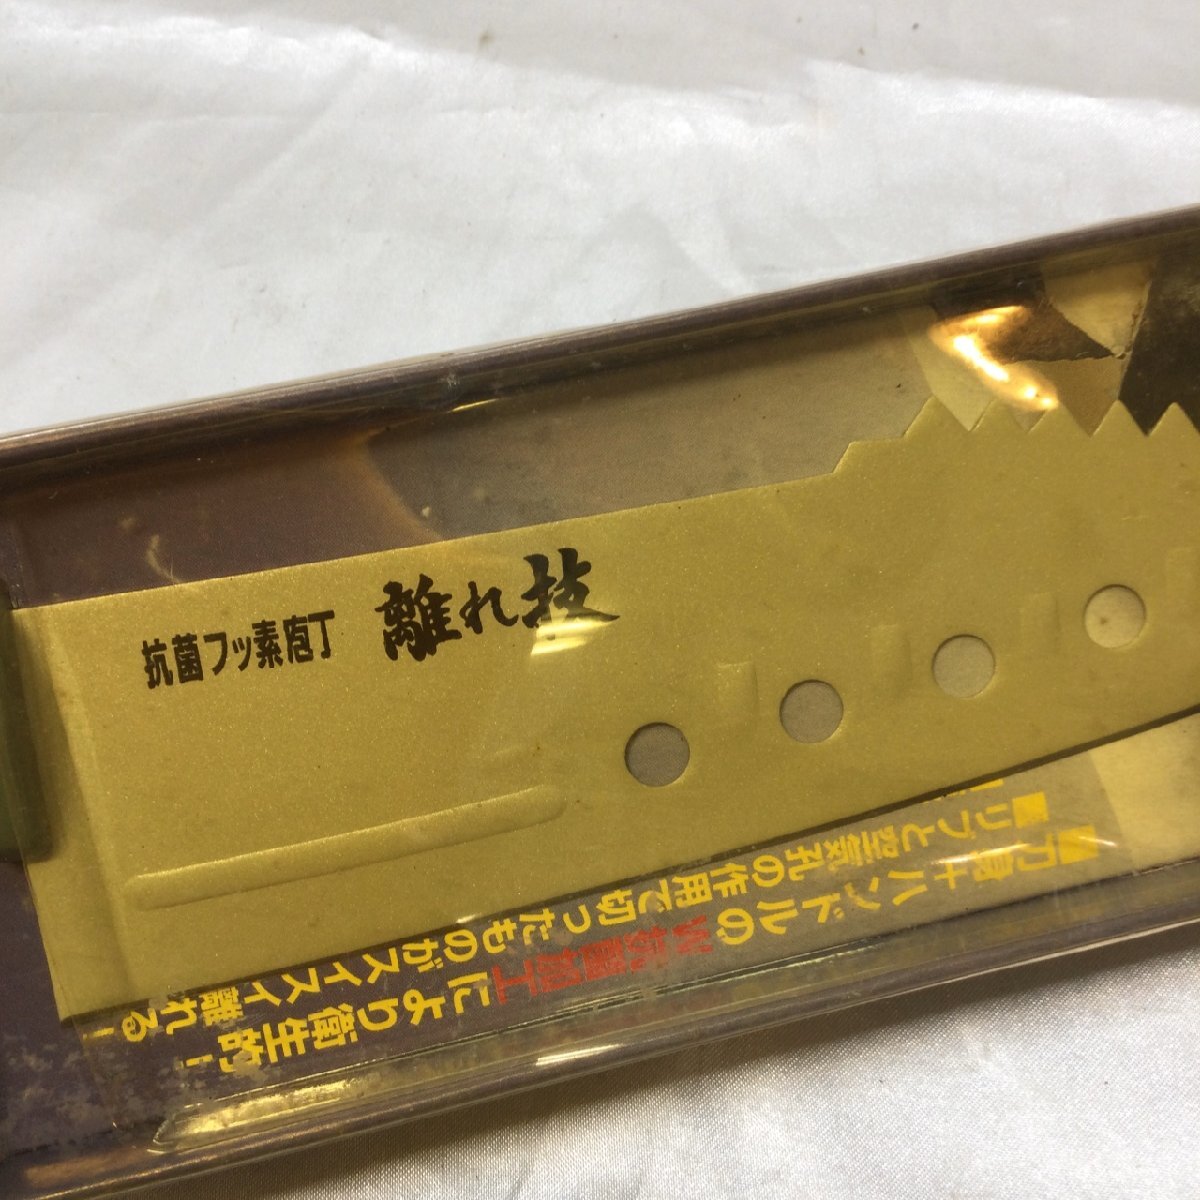 抗菌フッ素庖丁 離れ技
■リブと空気孔の作用で切ったものがスイスイ離れる!
■刃身+ハンドルのW抗菌加工により衛生的!